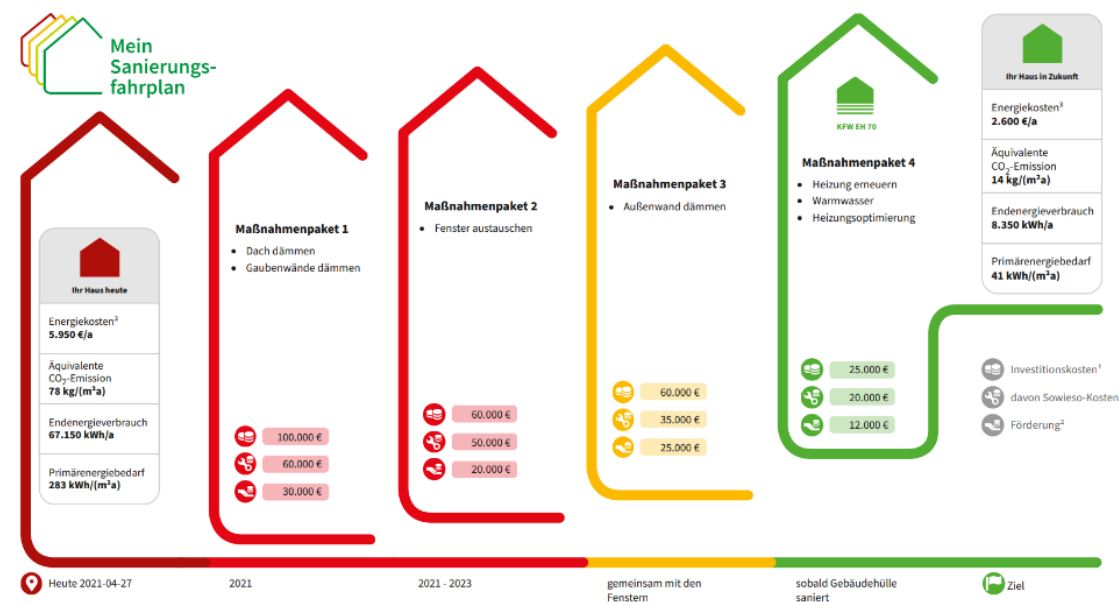 Mein
Sanierungs-
fahrplan
Ihr Haus heute
Energiekosten³
5.950 €/a
Äquivalente
CO₂-Emission
78 kg/(m²a)
Endenergieverbrauch
67.150 kWh/a
Primärenergiebedarf
283 kWh/(m²a)
Maßnahmenpaket 1
• Dach dämmen
• Gaubenwände dämmen
100.000 €
60.000 €
30.000 €
Maßnahmenpaket 2
• Fenster austauschen
60.000 €
50.000 €
20.000 €
Maßnahmenpaket 3
• Außenwand dämmen
60.000 €
35.000 €
25.000 €
KFW EH 70
Maßnahmenpaket 4
• Heizung erneuern
• Warmwasser
• Heizungsoptimierung
25.000 €
20.000 €
12.000 €
Ihr Haus in Zukunft
Energiekosten³
2.600 €/a
Äquivalente
CO₂-Emission
14 kg/(m²a)
Endenergieverbrauch
8.350 kWh/a
Primärenergiebedarf
41 kWh/(m²a)
Investitionskosten¹
davon Sowieso-Kosten
Förderung²
Heute 2021-04-27
2021
2021 - 2023
gemeinsam mit den
Fenstern
sobald Gebäudehülle
saniert
Ziel